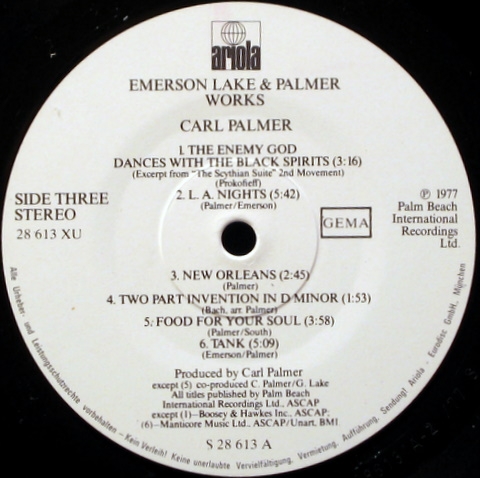 ariola
EMERSON LAKE & PALMER
WORKS
CARL PALMER
1. THE ENEMY GOD
DANCES WITH THE BLACK SPIRITS (3:16)
(Excerpt from "The Scythian Suite" 2nd Movement)
(Prokofieff)
2. L. A. NIGHTS (5:42)
(Palmer/Emerson)
SIDE THREE
STEREO
28 613 XU
GEMA
℗ 1977
Palm Beach
International
Recordings
Ltd.
3. NEW ORLEANS (2:45)
(Palmer)
4. TWO PART INVENTION IN D MINOR (1:53)
(Bach, arr. Palmer)
5. FOOD FOR YOUR SOUL (3:58)
(Palmer/South)
6. TANK (5:09)
(Emerson/Palmer)
Produced by Carl Palmer
except (5) co-produced C. Palmer/G. Lake
All titles published by Palm Beach
International Recordings Ltd., ASCAP
except (1)—Boosey & Hawkes Inc., ASCAP;
(6)—Manticore Music Ltd., ASCAP/Unart, BMI
S 28 613 A
Alle Urheber- und Leistungsschutzrechte vorbehalten – Kein Verleih! Keine unerlaubte Vervielfältigung, Vermietung, Aufführung, Sendung! Ariola - Eurodisc GmbH, München